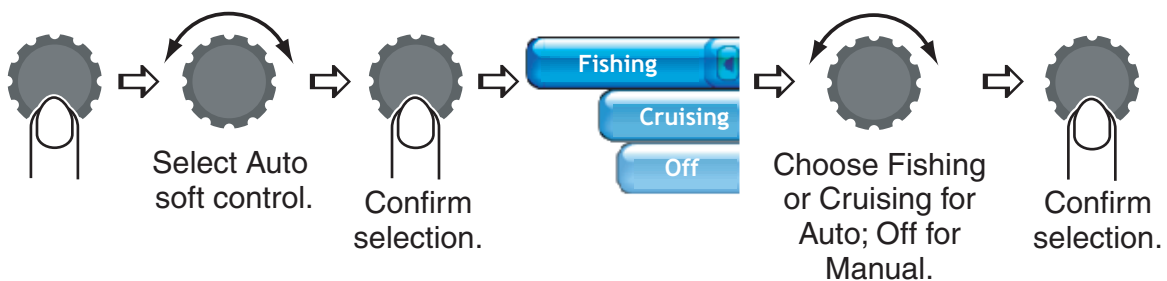 Select Auto
soft control.
Confirm
selection.
Fishing
Cruising
Off
Choose Fishing
or Cruising for
Auto; Off for
Manual.
Confirm
selection.